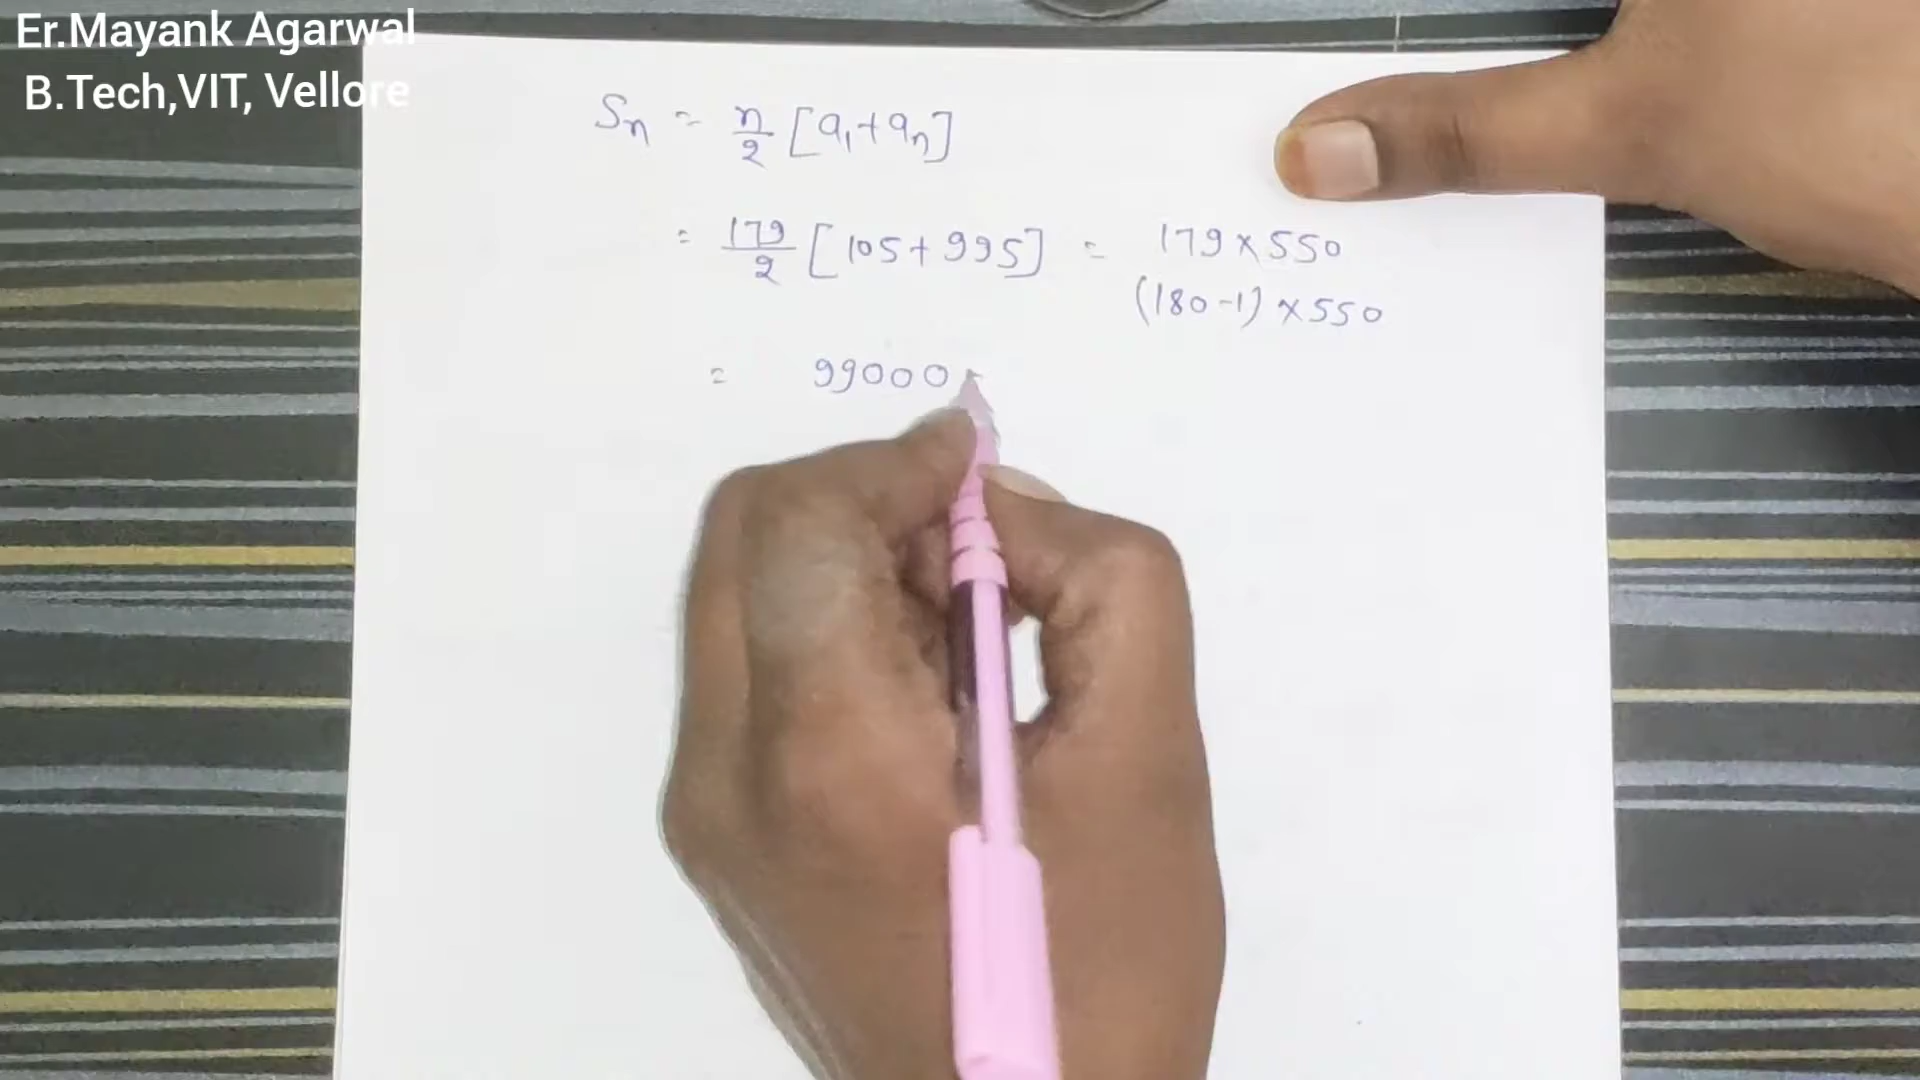 Er.Mayank Agarwal
B.Tech,VIT, Vellore
Sn = n/2 [a₁+aₙ]
= 179/2 [105+995] = 179×550
(180-1)×550
= 99000